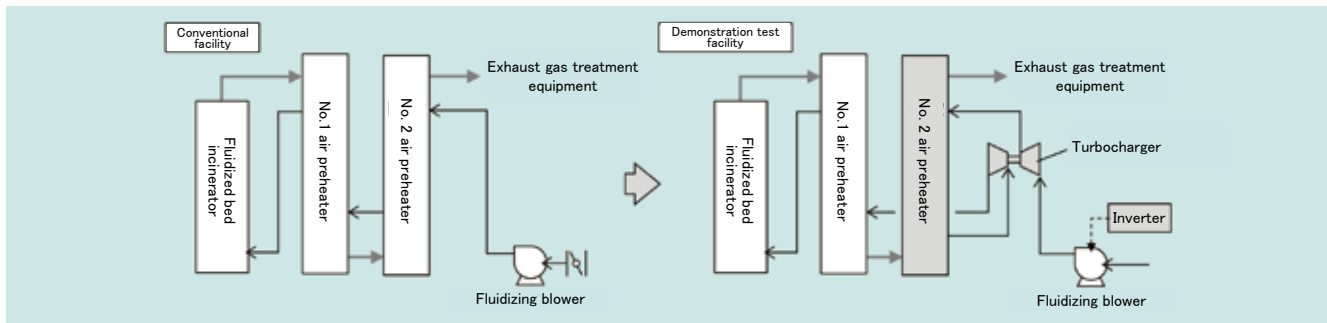 Conventional
facility
Exhaust gas treatment
equipment
Fluidized bed
incinerator
No.1 air preheater
No. 2 air preheater
Fluidizing blower
Demonstration test
facility
Exhaust gas treatment
equipment
Fluidized bed
incinerator
No.1 air preheater
No. 2 air preheater
Turbocharger
Inverter
Fluidizing blower